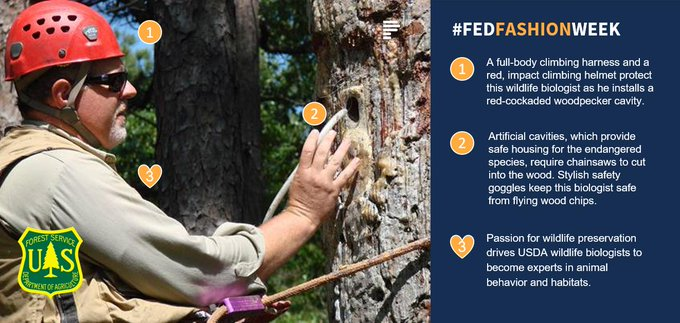 #FEDFASHIONWEEK
1
1
A full-body climbing harness and a
red, impact climbing helmet protect
this wildlife biologist as he installs a
red-cockaded woodpecker cavity.
2
2
Artificial cavities, which provide
safe housing for the endangered
species, require chainsaws to cut
into the wood. Stylish safety
goggles keep this biologist safe
from flying wood chips.
3
3
Passion for wildlife preservation
drives USDA wildlife biologists to
become experts in animal
behavior and habitats.
FOREST SERVICE
U S
DEPARTMENT OF AGRICULTURE